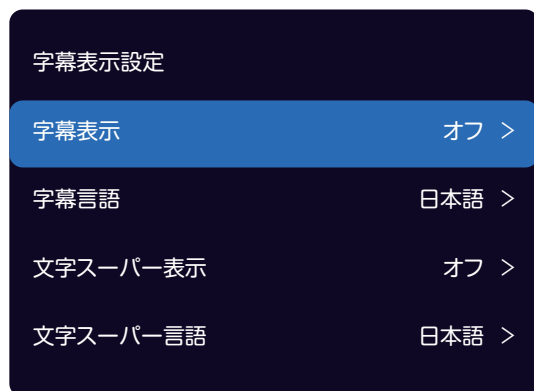 字幕表示設定
字幕表示 オフ >
字幕言語 日本語 >
文字スーパー表示 オフ >
文字スーパー言語 日本語 >